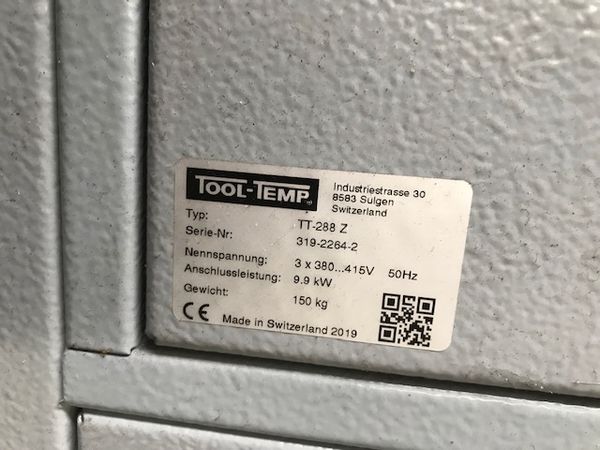 TOOL-TEMP®
Industriestrasse 30
8583 Sulgen
Switzerland
Typ: TT-288 Z
Serie-Nr: 319-2264-2
Nennspannung: 3 x 380...415V 50Hz
Anschlussleistung: 9.9 kW
Gewicht: 150 kg
CE Made in Switzerland 2019